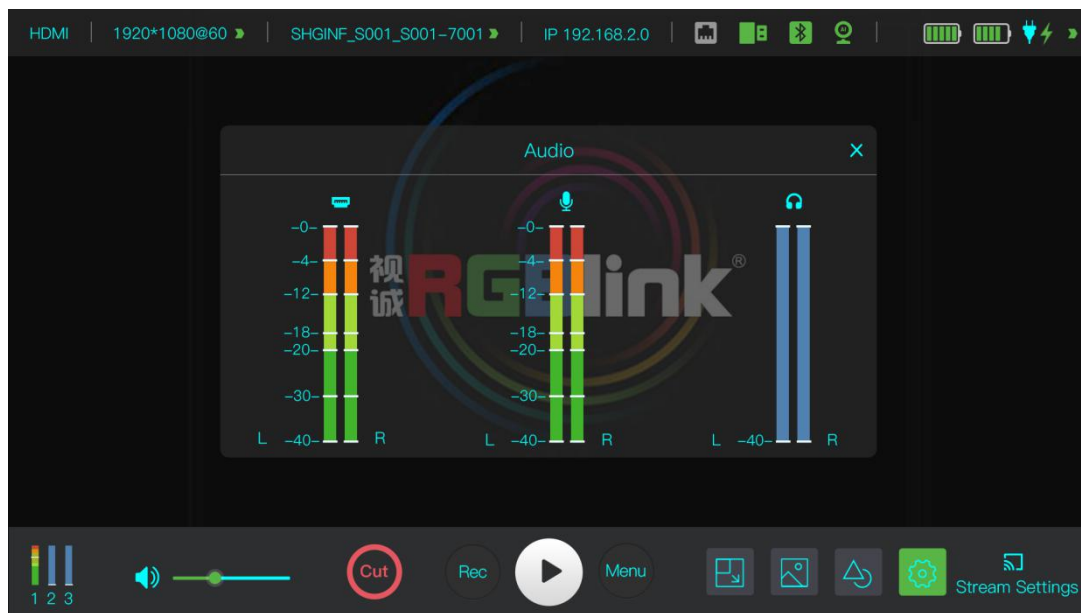 HDMI 1920*1080@60 SHGINF_S001_S001-7001 IP 192.168.2.0 AI
Audio
-0- -0-
-4- -4-
视诚 RGBlink®
-12- -12-
-18- -18-
-20- -20-
-30- -30-
L -40- R L -40- R L -40- R
Cut Rec Menu
1 2 3 Stream Settings